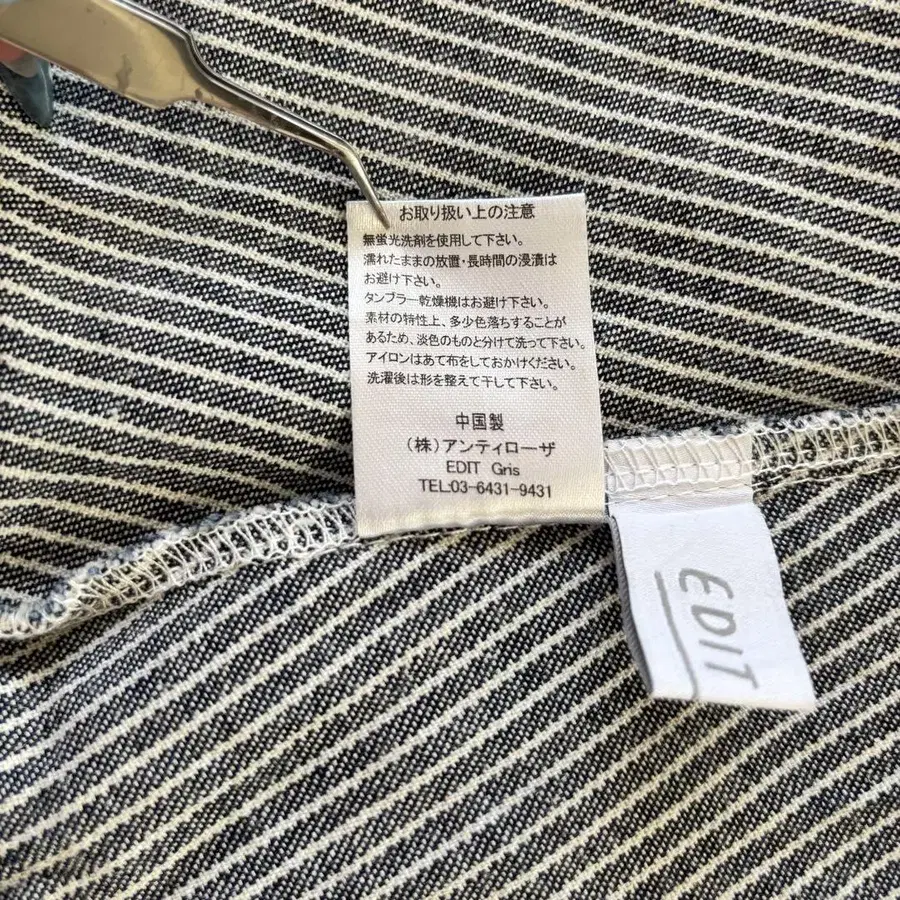 お取り扱い上の注意
無蛍光洗剤を使用して下さい。
濡れたままの放置・長時間の浸漬は
お避け下さい。
タンブラー乾燥機はお避け下さい。
素材の特性上、多少色落ちすることが
あるため、淡色のものと分けて洗って下さい。
アイロンはあて布をしておかけください。
洗濯後は形を整えて干して下さい。
中国製
(株)アンティローザ
EDIT Gris
TEL:03-6431-9431
EDIT